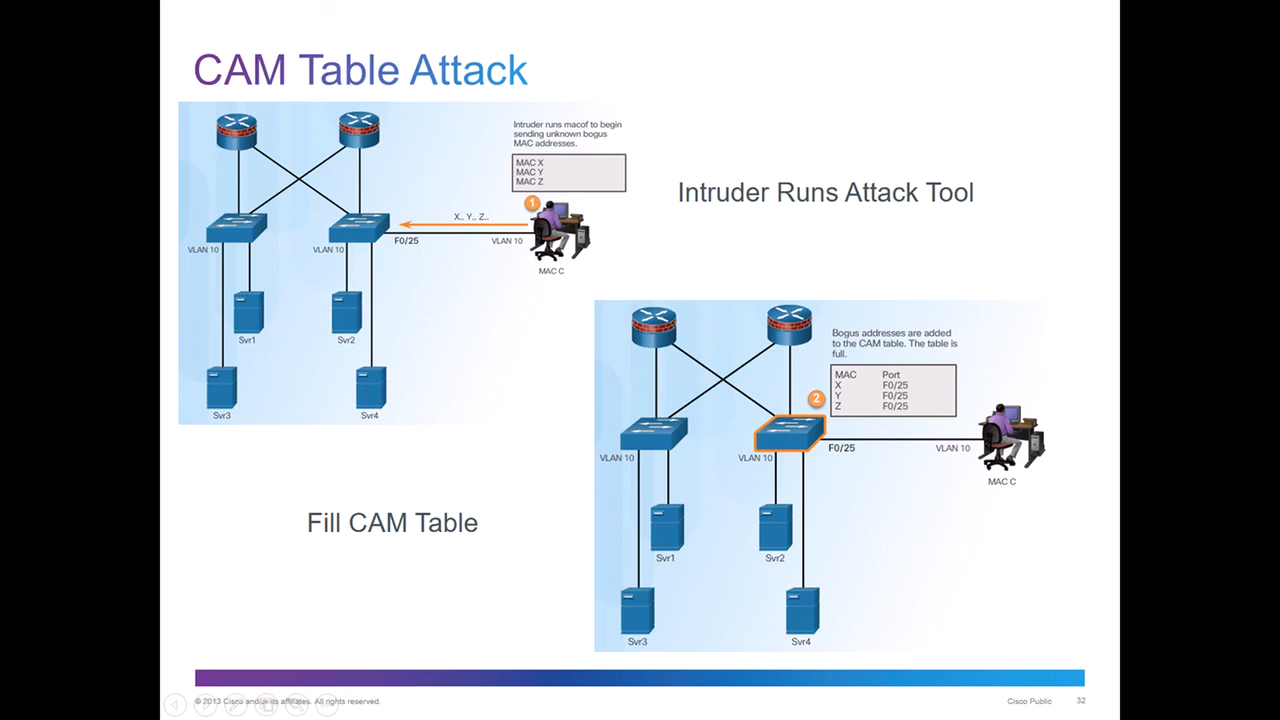 CAM Table Attack
Intruder runs macof to begin
sending unknown bogus
MAC addresses.
MAC X
MAC Y
MAC Z
1
X.. Y.. Z..
VLAN 10
VLAN 10
F0/25
VLAN 10
MAC C
Svr1
Svr2
Svr3
Svr4
Intruder Runs Attack Tool
Bogus addresses are added
to the CAM table. The table is
full.
MAC Port
X F0/25
Y F0/25
Z F0/25
2
VLAN 10
VLAN 10
F0/25
VLAN 10
MAC C
Svr1
Svr2
Svr3
Svr4
Fill CAM Table
© 2013 Cisco and/or its affiliates. All rights reserved.
Cisco Public
32